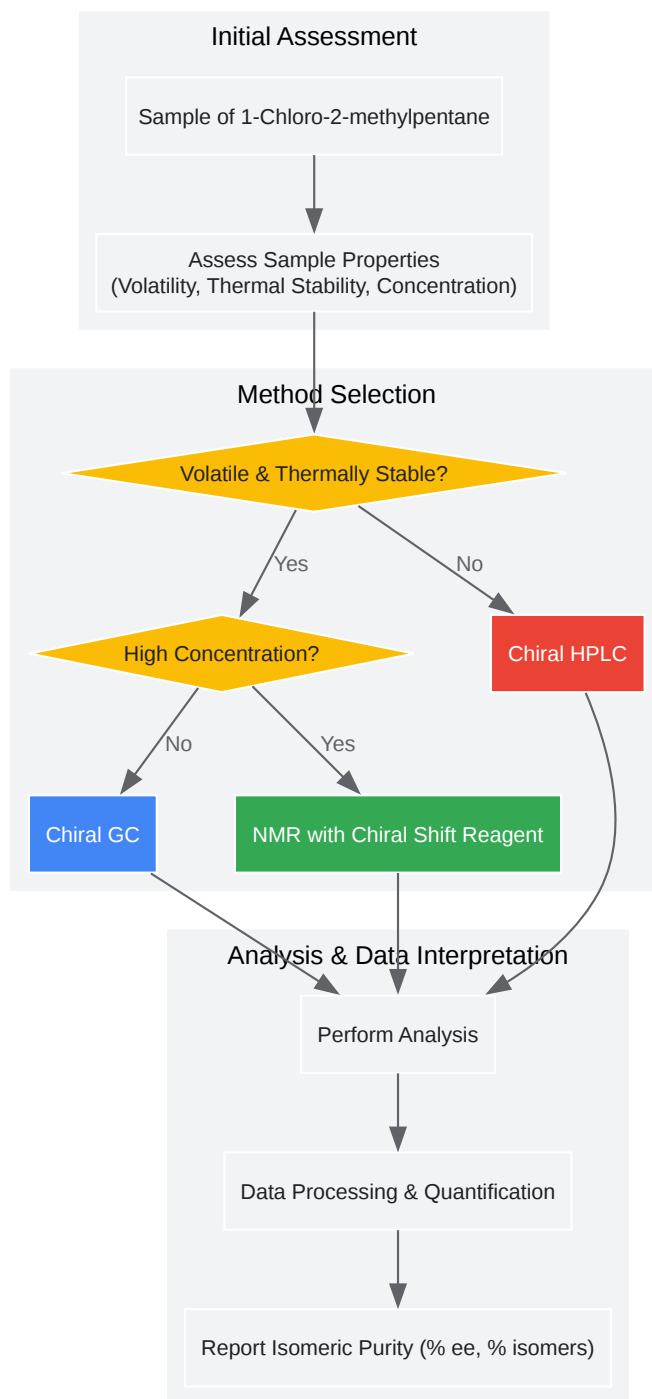 Initial Assessment
Sample of 1-Chloro-2-methylpentane
Assess Sample Properties
(Volatility, Thermal Stability, Concentration)
Method Selection
Volatile & Thermally Stable?
Yes
No
High Concentration?
Chiral HPLC
No
Yes
Chiral GC
NMR with Chiral Shift Reagent
Analysis & Data Interpretation
Perform Analysis
Data Processing & Quantification
Report Isomeric Purity (% ee, % isomers)